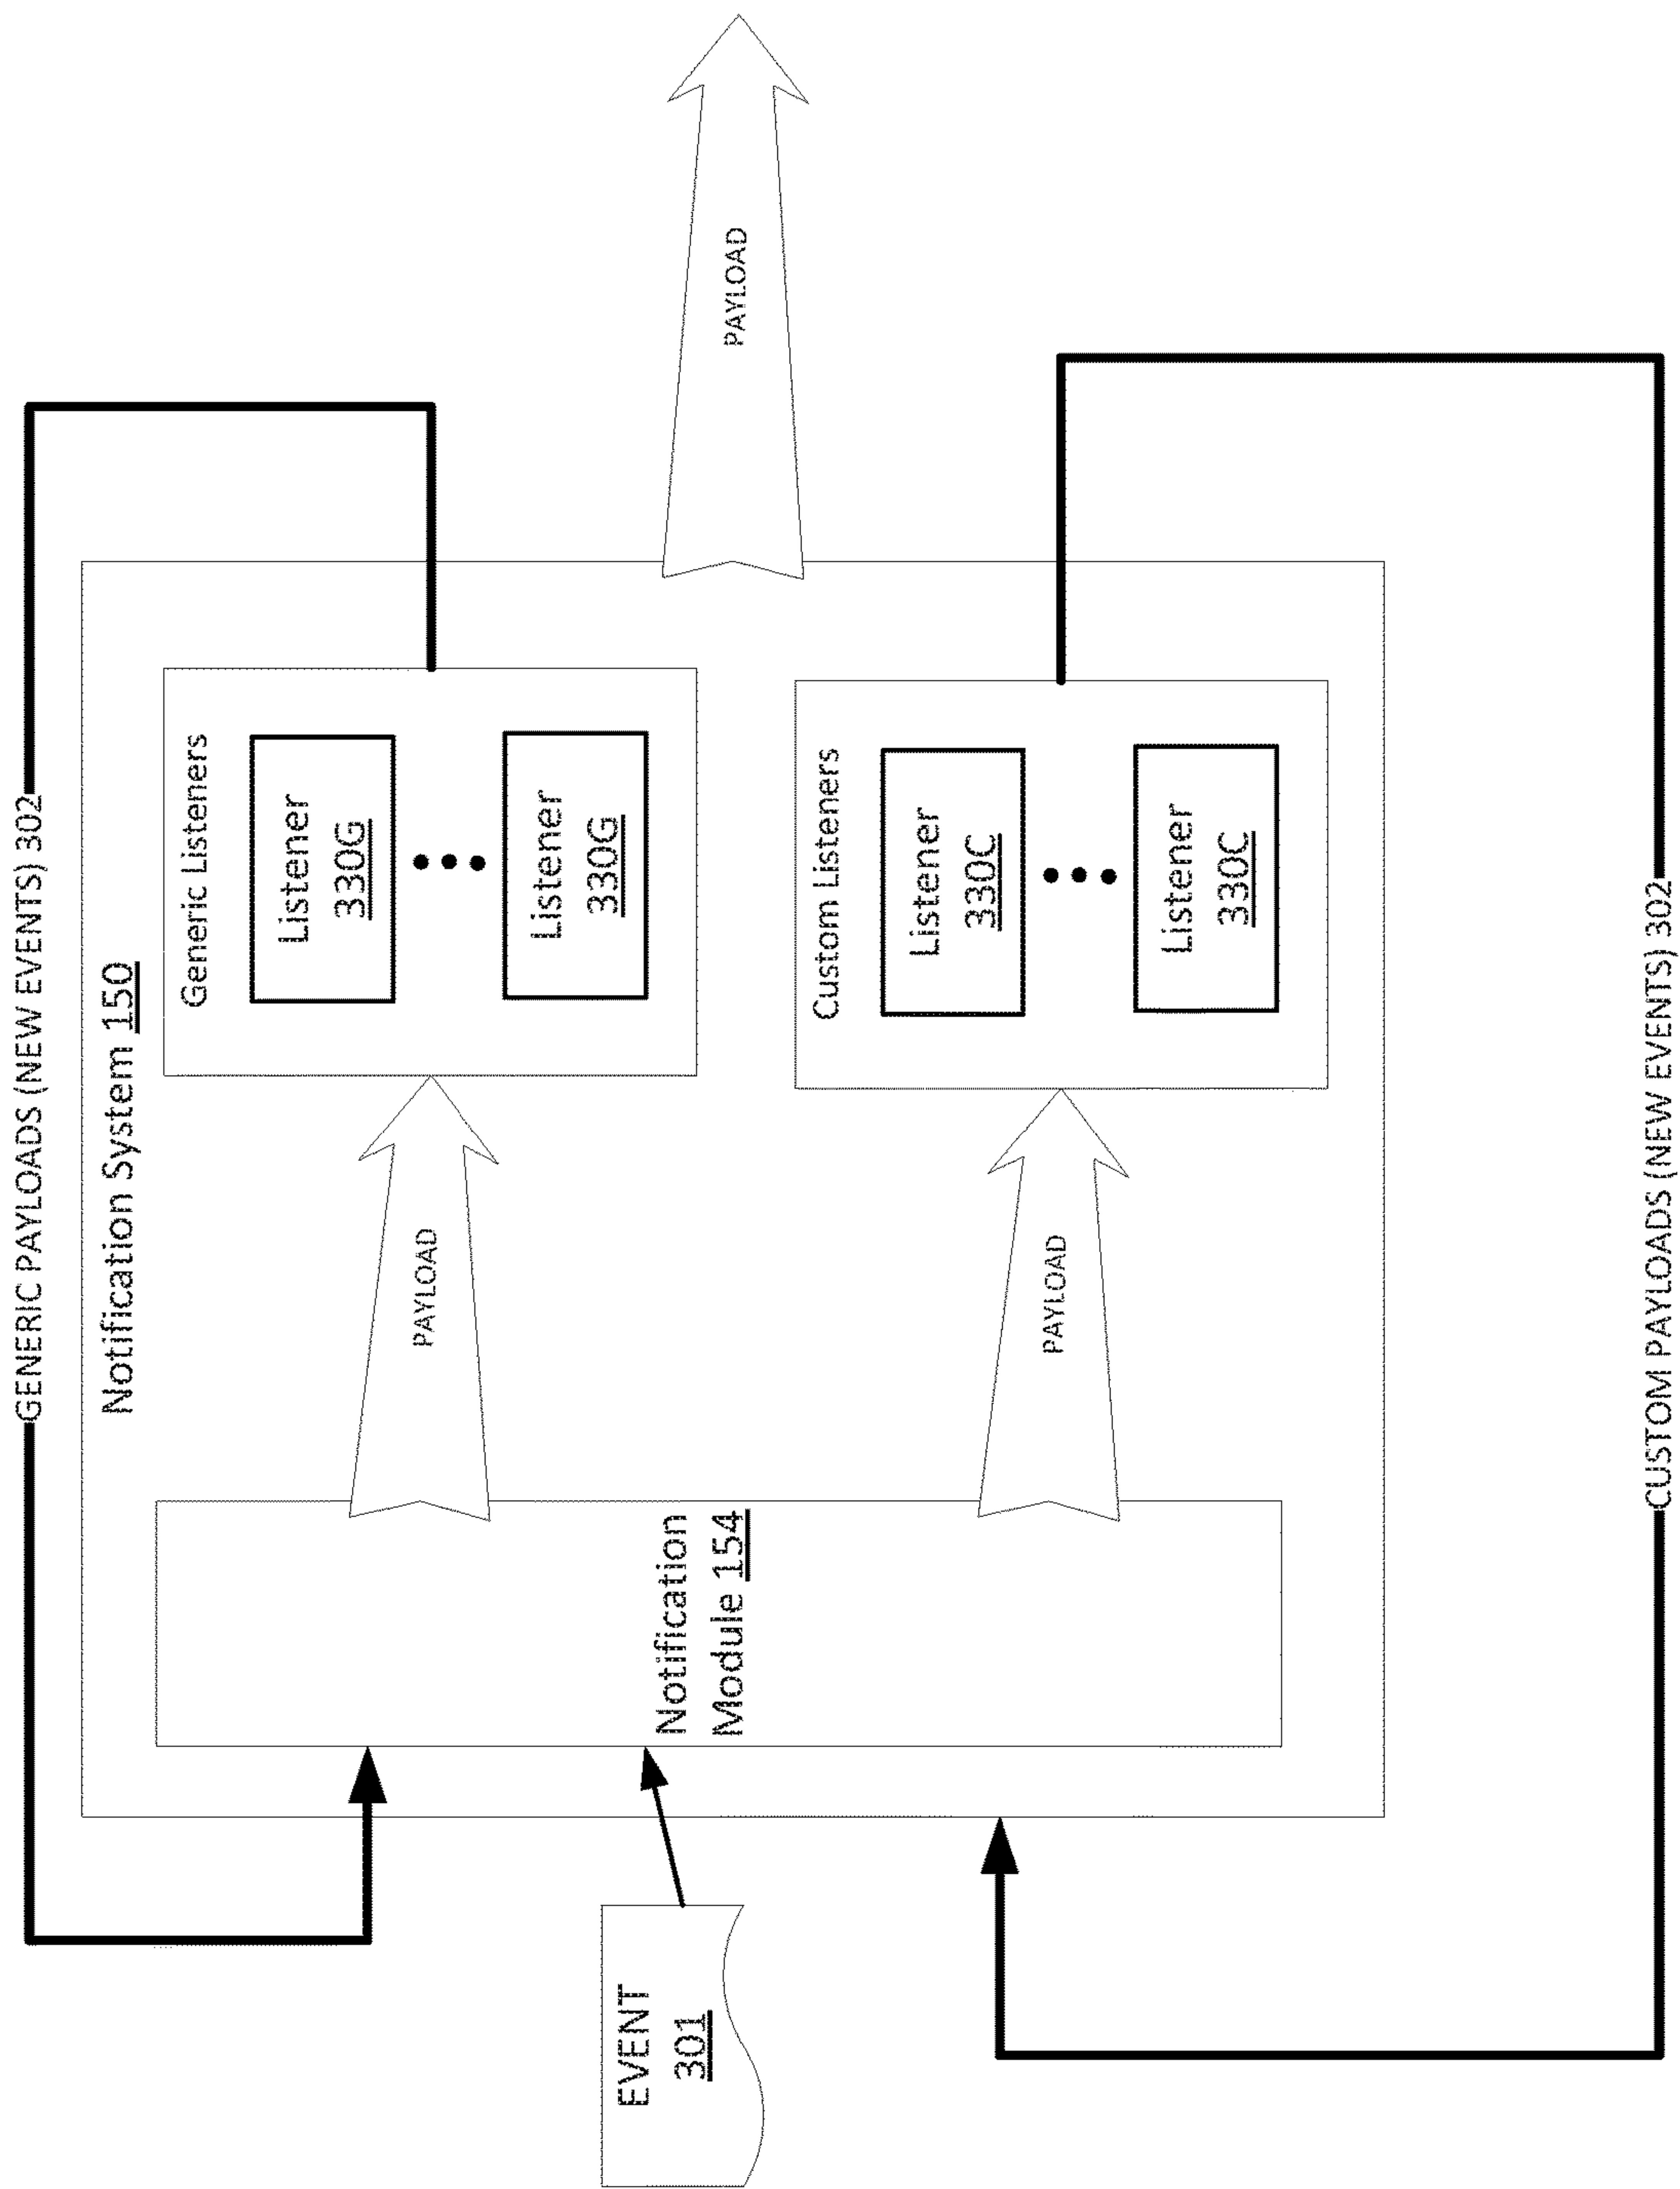 GENERIC PAYLOADS (NEW EVENTS) 302
Notification System 150
EVENT
301
Notification
Module 154
PAYLOAD
PAYLOAD
Generic Listeners
Listener
330G
Listener
330G
Custom Listeners
Listener
330C
Listener
330C
PAYLOAD
CUSTOM PAYLOADS (NEW EVENTS) 302